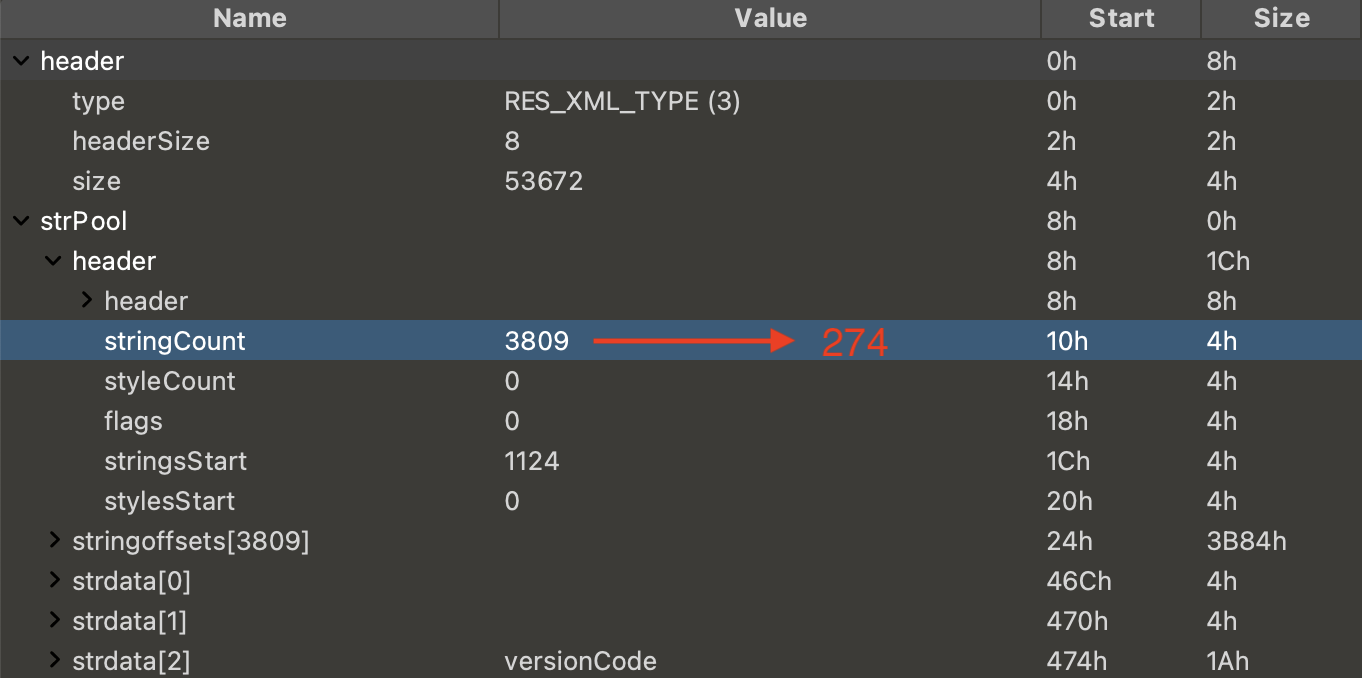 Name Value Start Size
header 0h 8h
type RES_XML_TYPE (3) 0h 2h
headerSize 8 2h 2h
size 53672 4h 4h
strPool 8h 0h
header 8h 1Ch
header 8h 8h
stringCount 3809 274 10h 4h
styleCount 0 14h 4h
flags 0 18h 4h
stringsStart 1124 1Ch 4h
stylesStart 0 20h 4h
stringoffsets[3809] 24h 3B84h
strdata[0] 46Ch 4h
strdata[1] 470h 4h
strdata[2] versionCode 474h 1Ah